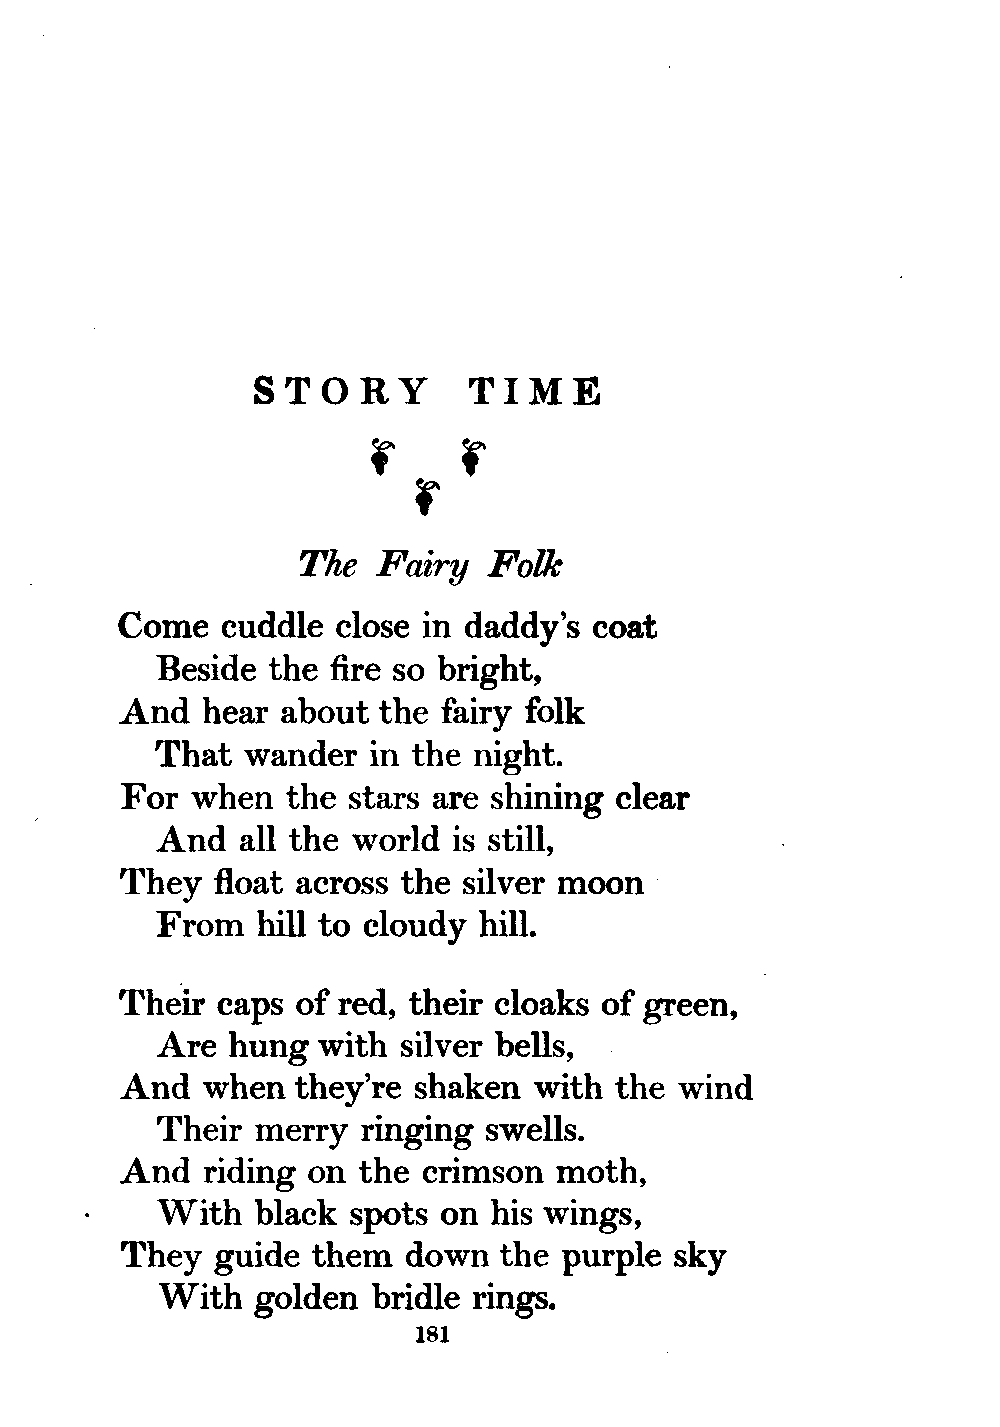 STORY TIME
The Fairy Folk
Come cuddle close in daddy's coat
Beside the fire so bright,
And hear about the fairy folk
That wander in the night.
For when the stars are shining clear
And all the world is still,
They float across the silver moon
From hill to cloudy hill.
Their caps of red, their cloaks of green,
Are hung with silver bells,
And when they're shaken with the wind
Their merry ringing swells.
And riding on the crimson moth,
With black spots on his wings,
They guide them down the purple sky
With golden bridle rings.
181